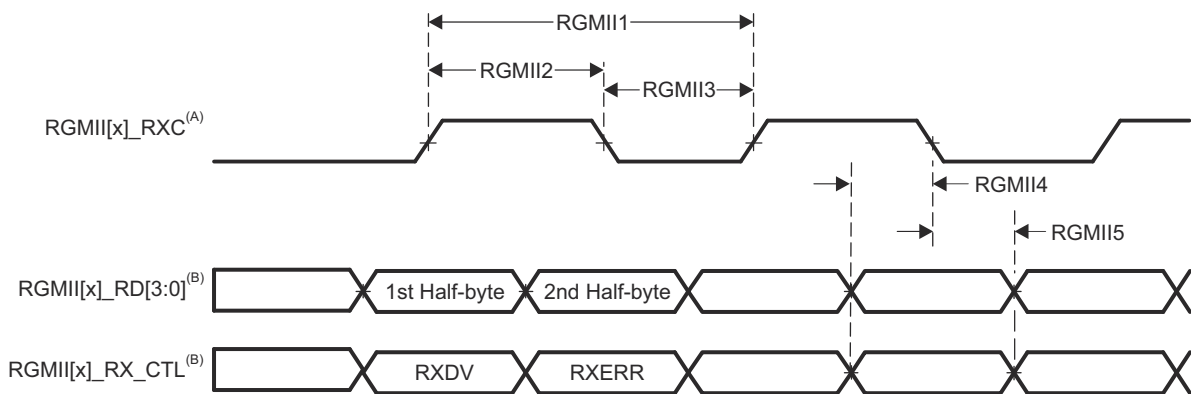 RGMII1
RGMII2
RGMII3
RGMII[x]_RXC(A)
RGMII4
RGMII5
RGMII[x]_RD[3:0](B)
1st Half-byte
2nd Half-byte
RGMII[x]_RX_CTL(B)
RXDV
RXERR